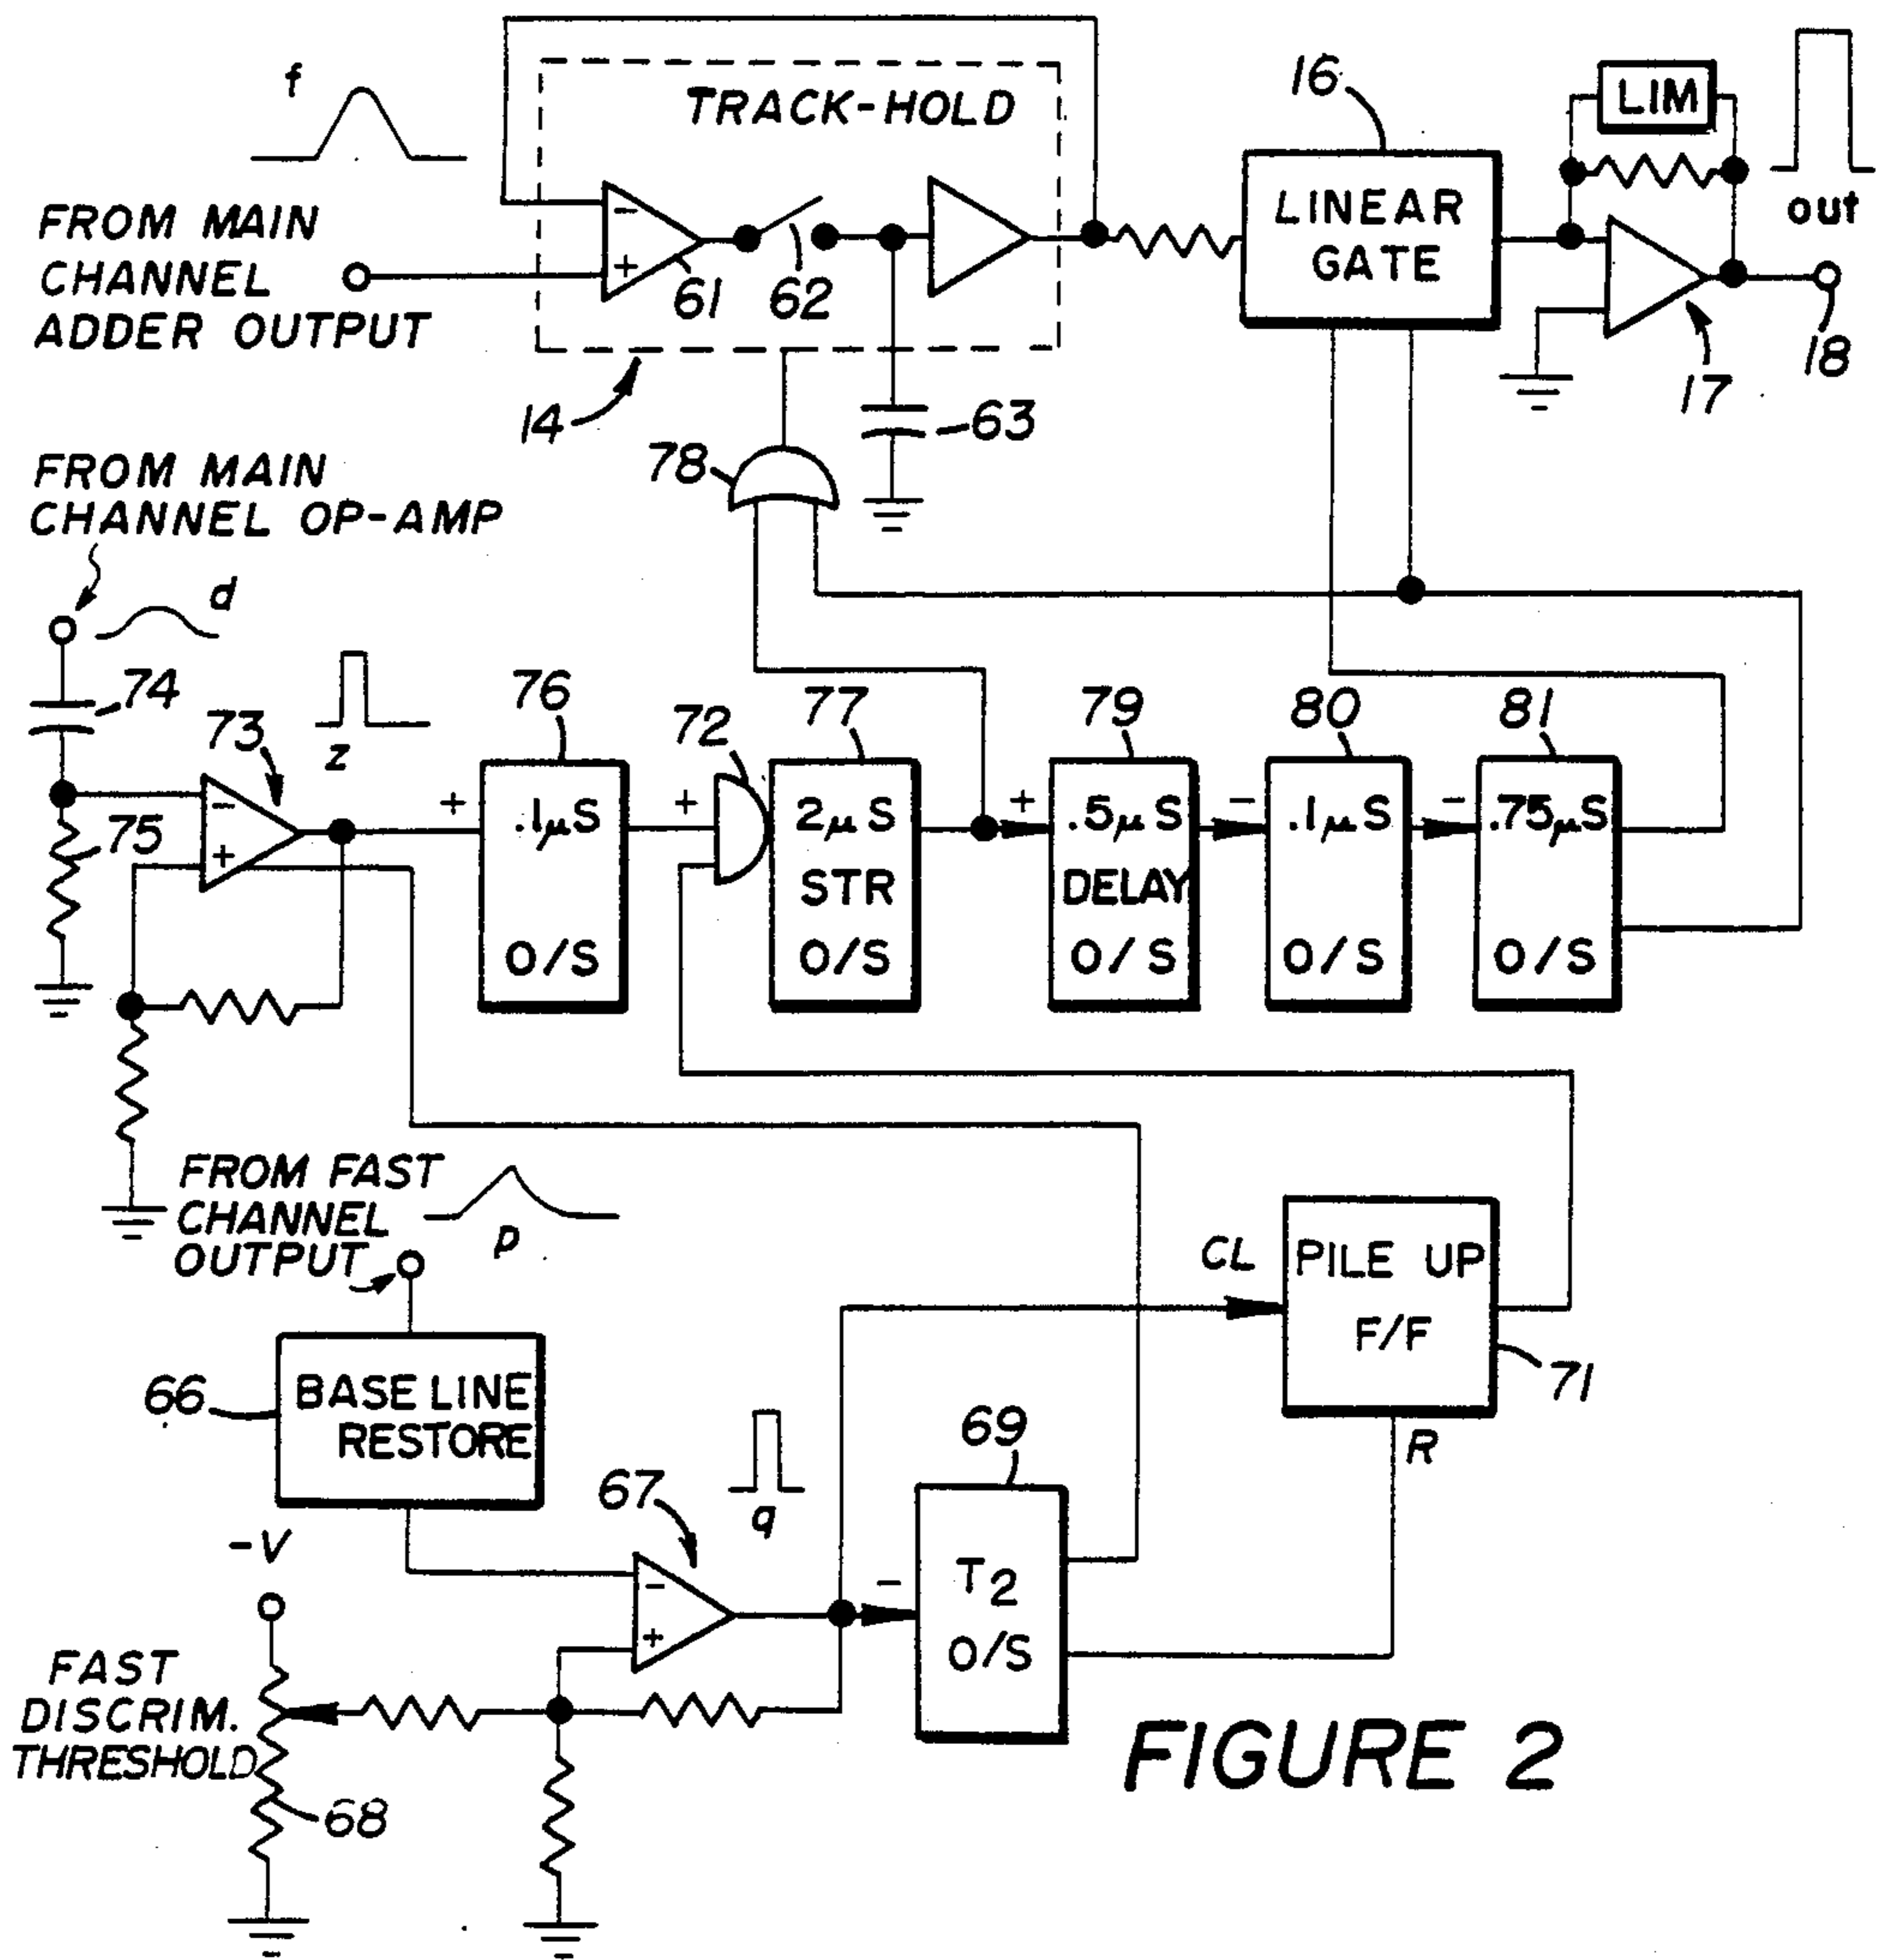 f
TRACK-HOLD
16
LIM
out
FROM MAIN
CHANNEL
ADDER OUTPUT
-
+
61
62
LINEAR
GATE
17
18
14
63
78
FROM MAIN
CHANNEL OP-AMP
d
74
z
73
76
72
77
79
80
81
75
-
+
+
.1μS
O/S
+
2μS
STR
O/S
+
.5μS
DELAY
O/S
-
.1μS
O/S
-
.75μS
O/S
FROM FAST
CHANNEL
OUTPUT
p
CL
PILE UP
F/F
71
R
66
BASE LINE
RESTORE
67
q
69
-V
-
+
-
T2
O/S
FAST
DISCRIM.
THRESHOLD
68
FIGURE 2